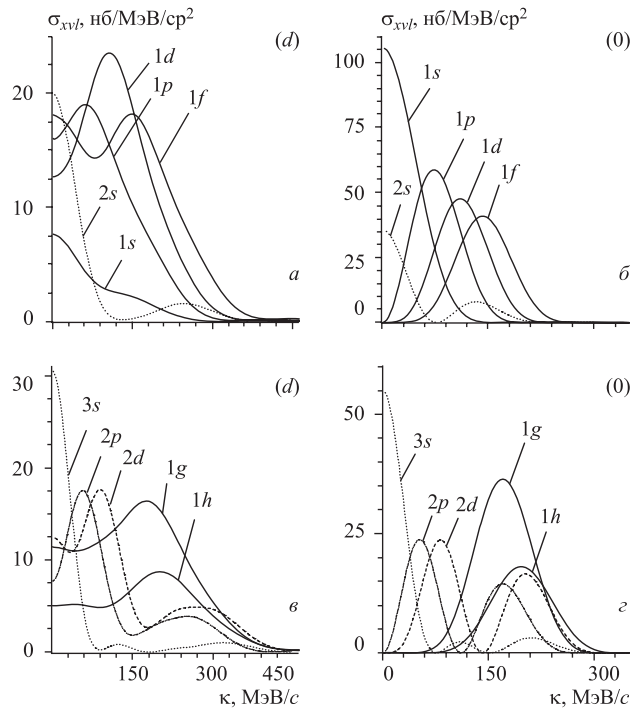 σxνl, нб/МэВ/ср2
(d)
1d
1p
1f
20
2s
10
1s
0
а
σxνl, нб/МэВ/ср2
(0)
100
1s
75
1p
1d
1f
50
2s
25
0
б
(d)
30
3s
2p
2d
20
1g
1h
10
0
в
150
300
450
κ, МэВ/c
(0)
50
3s
1g
2p
2d
25
1h
0
г
0
150
300
κ, МэВ/c